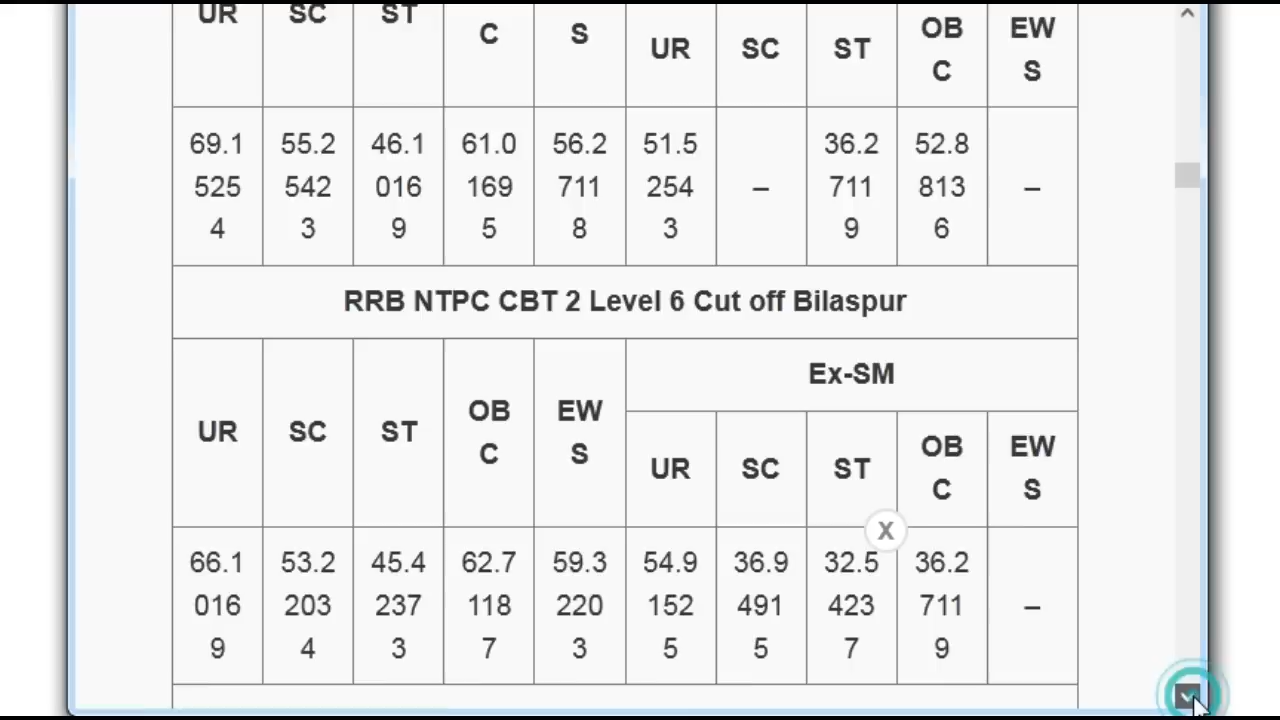 UR SC ST C S UR SC ST OB C EW S
69.1 55.2 46.1 61.0 56.2 51.5 36.2 52.8
525 542 016 169 711 254 – 711 813 –
4 3 9 5 8 3 9 6
RRB NTPC CBT 2 Level 6 Cut off Bilaspur
Ex-SM
UR SC ST OB C EW S UR SC ST OB C EW S
X
66.1 53.2 45.4 62.7 59.3 54.9 36.9 32.5 36.2
016 203 237 118 220 152 491 423 711 –
9 4 3 7 3 5 5 7 9